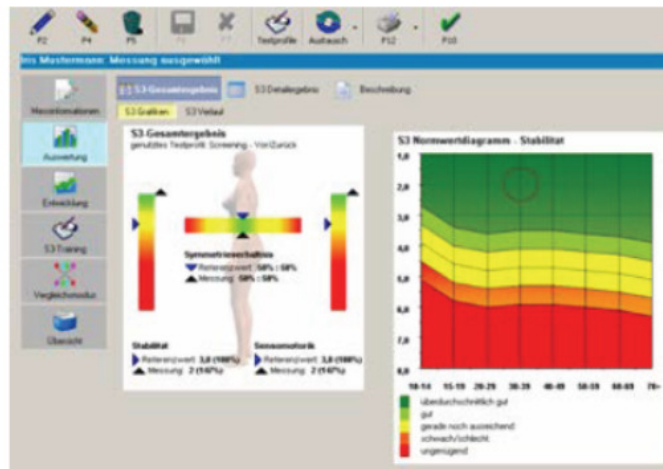 F2 F4 F5 F6 F7 Testprofile Austausch F12 F10
Iris Mustermann: Messung ausgewählt
Messinformationen
Auswertung
Entwicklung
S3 Training
Vergleichsmodus
Übersicht
S3-Gesamtergebnis S3 Detailergebnis Beschreibung
S3 Grafiken S3 Verlauf
S3-Gesamtergebnis
genutztes Testprofil: Screening - Vor/Zurück
Symmetrieverhältnis
Referenzwert: 50% : 50%
Messung: 50% : 50%
Stabilität
Referenzwert: 3,0 (100%)
Messung: 2 (147%)
Sensomotorik
Referenzwert: 3,0 (100%)
Messung: 2 (147%)
S3 Normwertdiagramm - Stabilität
1,0
2,0
3,0
4,0
5,0
6,0
7,0
8,0
10-14 15-19 20-29 30-39 40-49 50-59 60-69 70+
überdurchschnittlich gut
gut
gerade noch ausreichend
schwach/schlecht
ungenügend